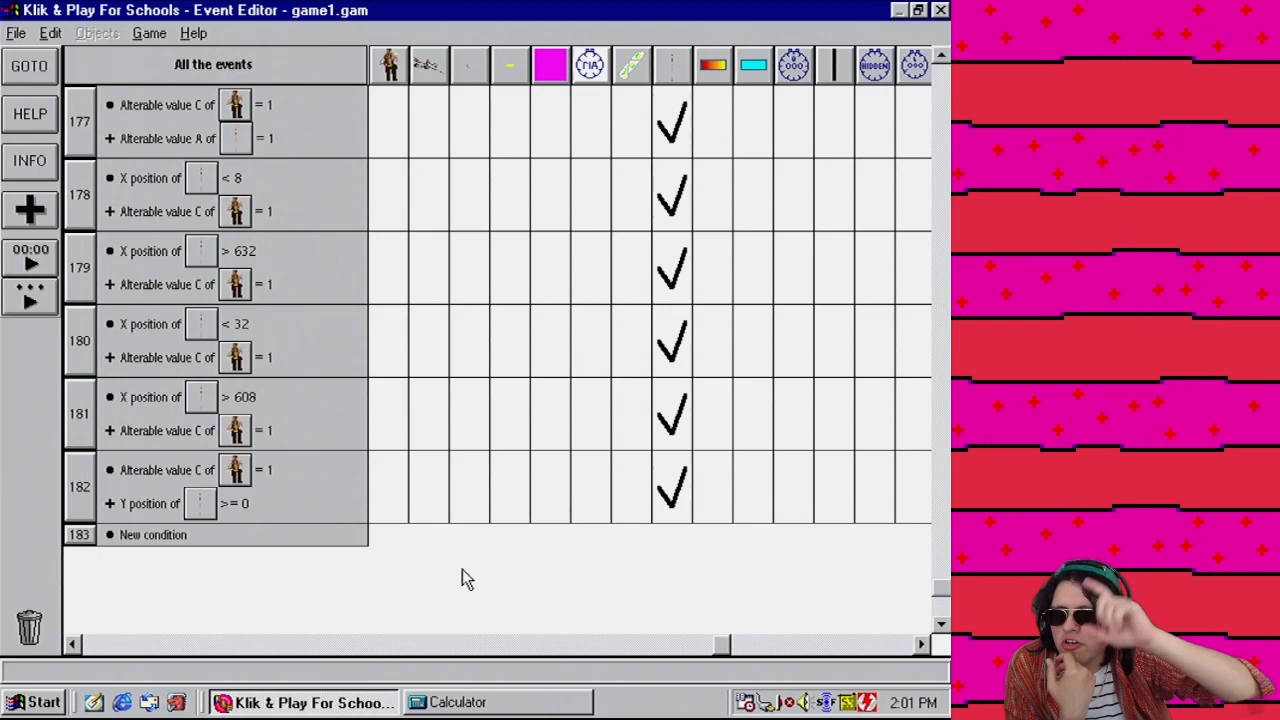 Klik & Play For Schools - Event Editor - game1.gam
File Edit Objects Game Help
GOTO
All the events
000
HIDDEN
HELP
177
Alterable value C of = 1
+ Alterable value A of = 1
INFO
178
X position of < 8
+ Alterable value C of = 1
00:00
179
X position of > 632
+ Alterable value C of = 1
180
X position of < 32
+ Alterable value C of = 1
181
X position of > 608
+ Alterable value C of = 1
182
Alterable value C of = 1
+ Y position of >= 0
183
New condition
Start
Klik & Play For Schoo...
Calculator
2:01 PM